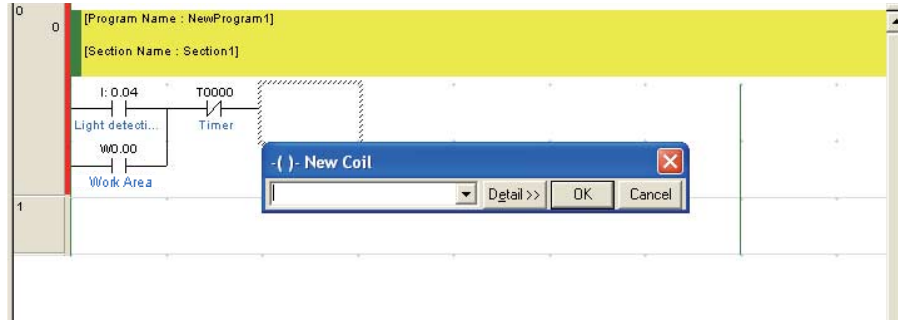 0
0
[Program Name : NewProgram1]
[Section Name : Section1]
I: 0.04
T0000
Light detecti...
Timer
W0.00
Work Area
-( )- New Coil
Detail >>
OK
Cancel
1